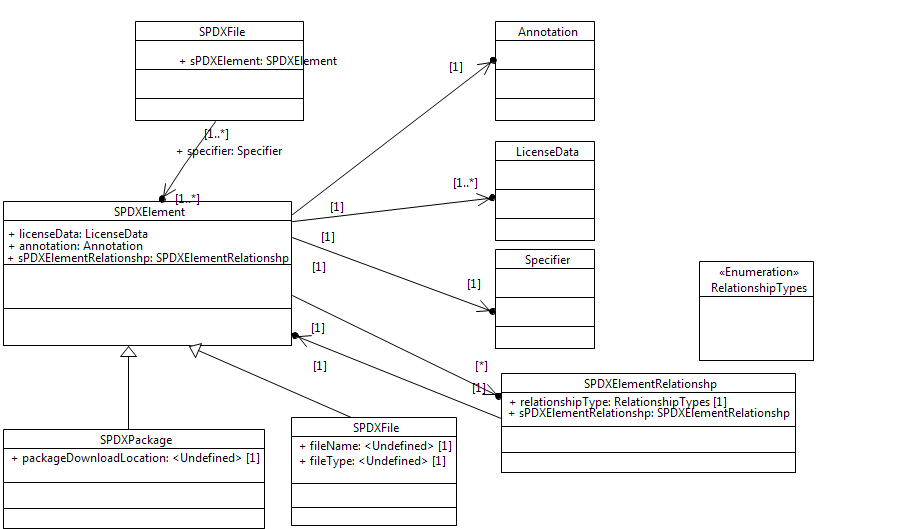 SPDXFile
+ sPDXElement: SPDXElement
Annotation
[1]
[1..*]
+ specifier: Specifier
LicenseData
[1..*]
[1..*]
[1]
SPDXElement
+ licenseData: LicenseData
+ annotation: Annotation
+ sPDXElementRelationshp: SPDXElementRelationshp
[1]
[1]
Specifier
[1]
«Enumeration»
RelationshipTypes
[1]
[1]
[*]
[1]
SPDXElementRelationshp
+ relationshipType: RelationshipTypes [1]
+ sPDXElementRelationshp: SPDXElementRelationshp
SPDXPackage
+ packageDownloadLocation: <Undefined> [1]
SPDXFile
+ fileName: <Undefined> [1]
+ fileType: <Undefined> [1]